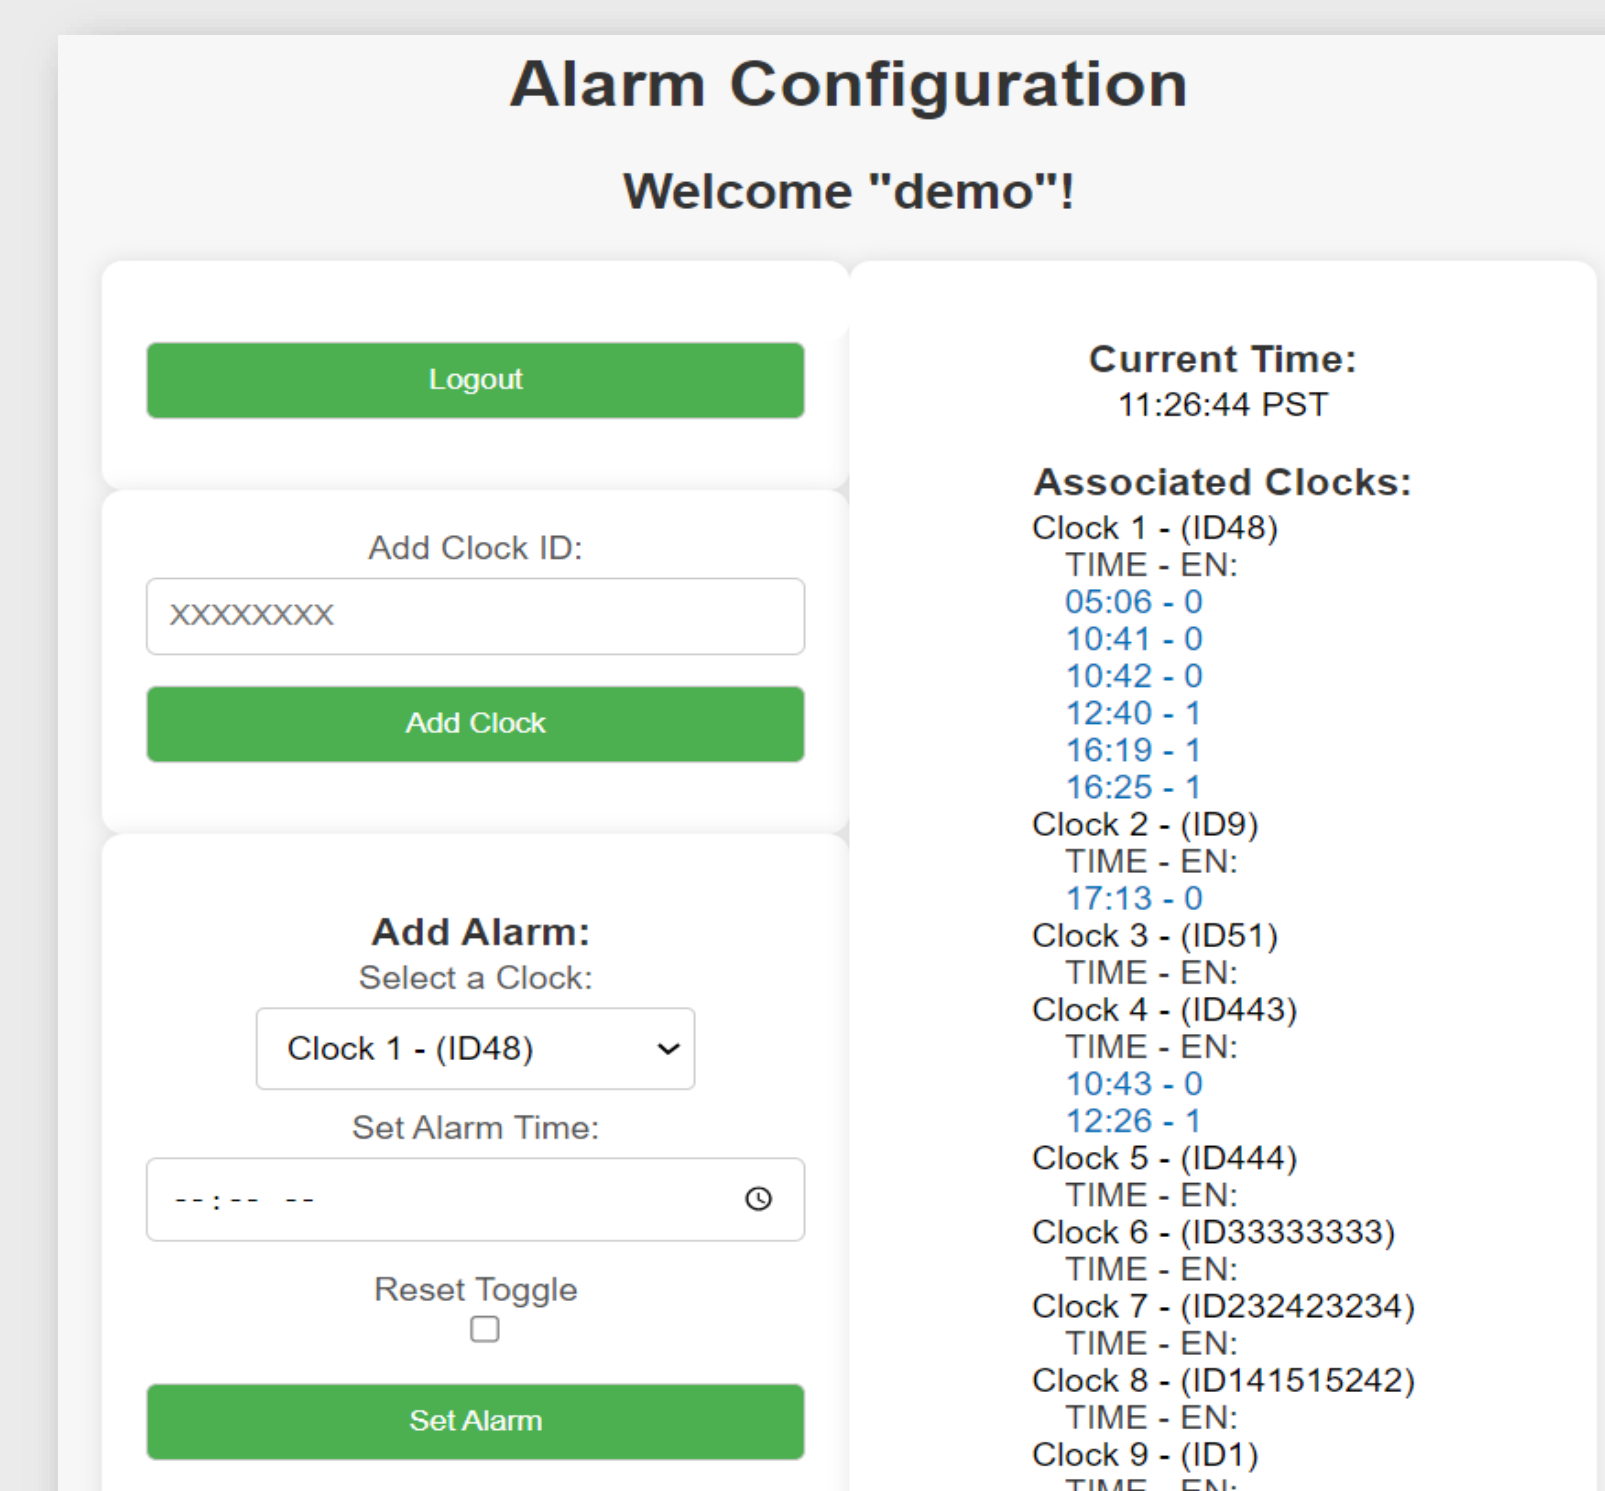 Alarm Configuration
Welcome "demo"!
Logout
Add Clock ID:
XXXXXXXX
Add Clock
Add Alarm:
Select a Clock:
Clock 1 - (ID48)
Set Alarm Time:
--:-- --
Reset Toggle
Set Alarm
Current Time:
11:26:44 PST
Associated Clocks:
Clock 1 - (ID48)
TIME - EN:
05:06 - 0
10:41 - 0
10:42 - 0
12:40 - 1
16:19 - 1
16:25 - 1
Clock 2 - (ID9)
TIME - EN:
17:13 - 0
Clock 3 - (ID51)
TIME - EN:
Clock 4 - (ID443)
TIME - EN:
10:43 - 0
12:26 - 1
Clock 5 - (ID444)
TIME - EN:
Clock 6 - (ID33333333)
TIME - EN:
Clock 7 - (ID232423234)
TIME - EN:
Clock 8 - (ID141515242)
TIME - EN:
Clock 9 - (ID1)
TIME - EN: